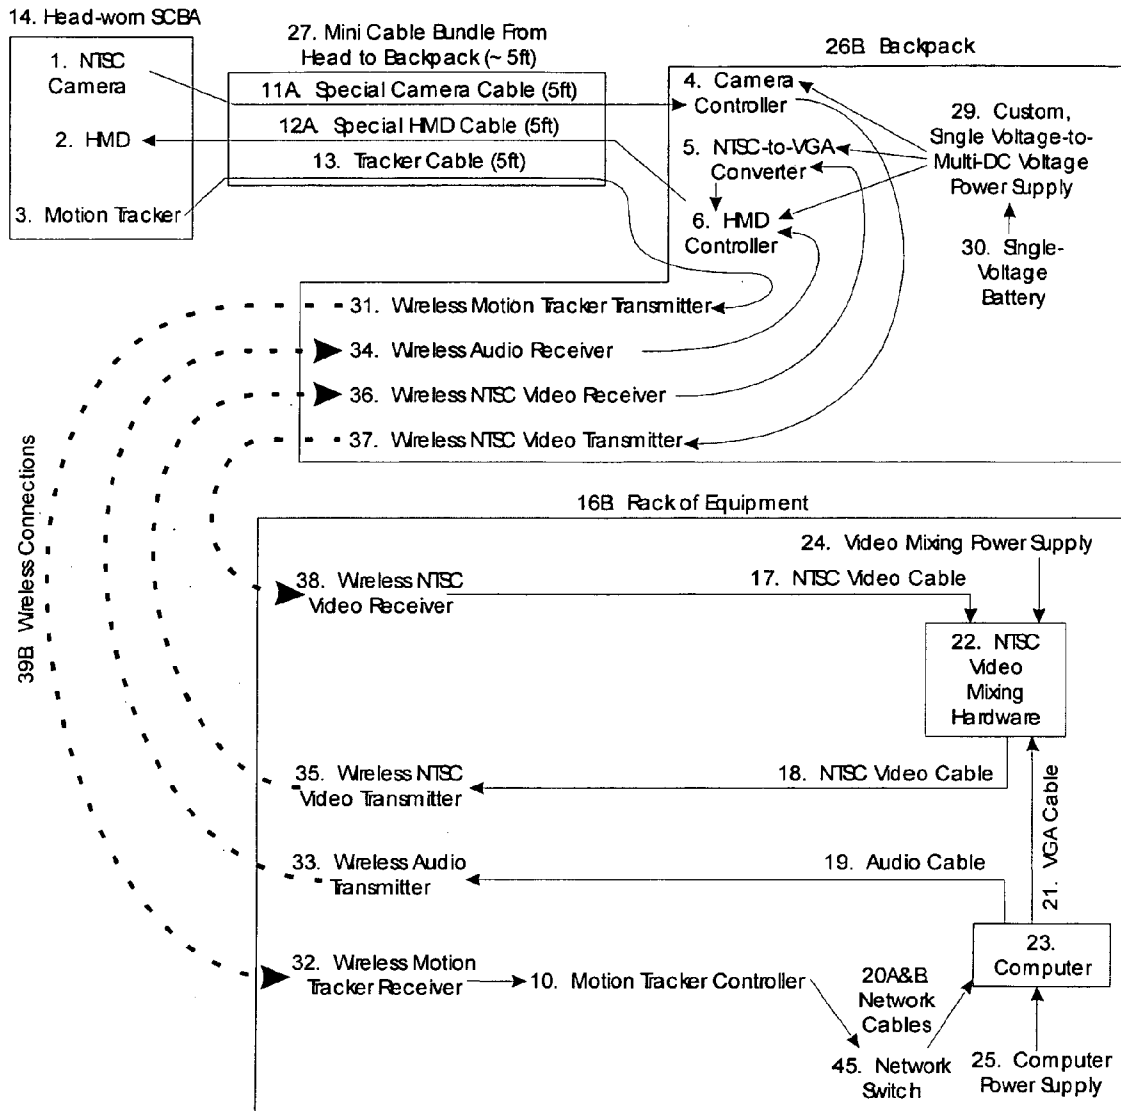 14. Head-worn SCBA
1. NTSC
Camera
2. HMD
3. Motion Tracker
27. Mini Cable Bundle From
Head to Backpack (~ 5ft)
11A. Special Camera Cable (5ft)
12A. Special HMD Cable (5ft)
13. Tracker Cable (5ft)
26B. Backpack
4. Camera
Controller
5. NTSC-to-VGA
Converter
6. HMD
Controller
29. Custom,
Single Voltage-to-
Multi-DC Voltage
Power Supply
30. Single-
Voltage
Battery
31. Wireless Motion Tracker Transmitter
34. Wireless Audio Receiver
36. Wireless NTSC Video Receiver
37. Wireless NTSC Video Transmitter
39B. Wireless Connections
16B. Rack of Equipment
24. Video Mixing Power Supply
38. Wireless NTSC
Video Receiver
17. NTSC Video Cable
22. NTSC
Video
Mixing
Hardware
35. Wireless NTSC
Video Transmitter
18. NTSC Video Cable
21. VGA Cable
33. Wireless Audio
Transmitter
19. Audio Cable
23.
Computer
32. Wireless Motion
Tracker Receiver
10. Motion Tracker Controller
20A&B.
Network
Cables
45. Network
Switch
25. Computer
Power Supply